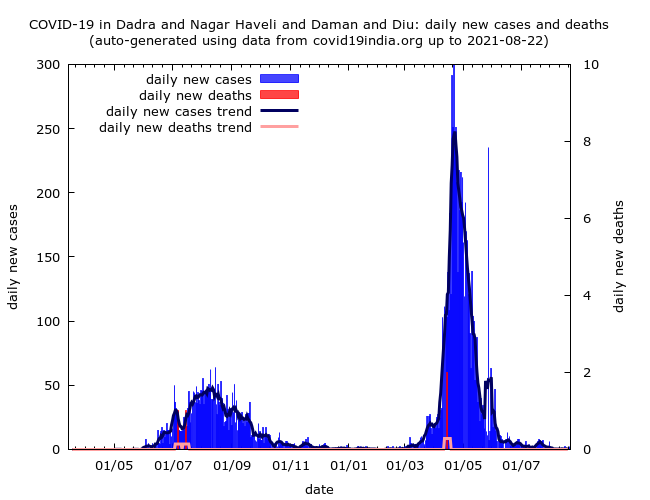 COVID-19 in Dadra and Nagar Haveli and Daman and Diu: daily new cases and deaths
(auto-generated using data from covid19india.org up to 2021-08-22)
daily new cases
daily new deaths
daily new cases trend
daily new deaths trend
300
250
200
150
100
50
0
10
8
6
4
2
0
daily new cases
daily new deaths
01/05
01/07
01/09
01/11
01/01
01/03
01/05
01/07
date